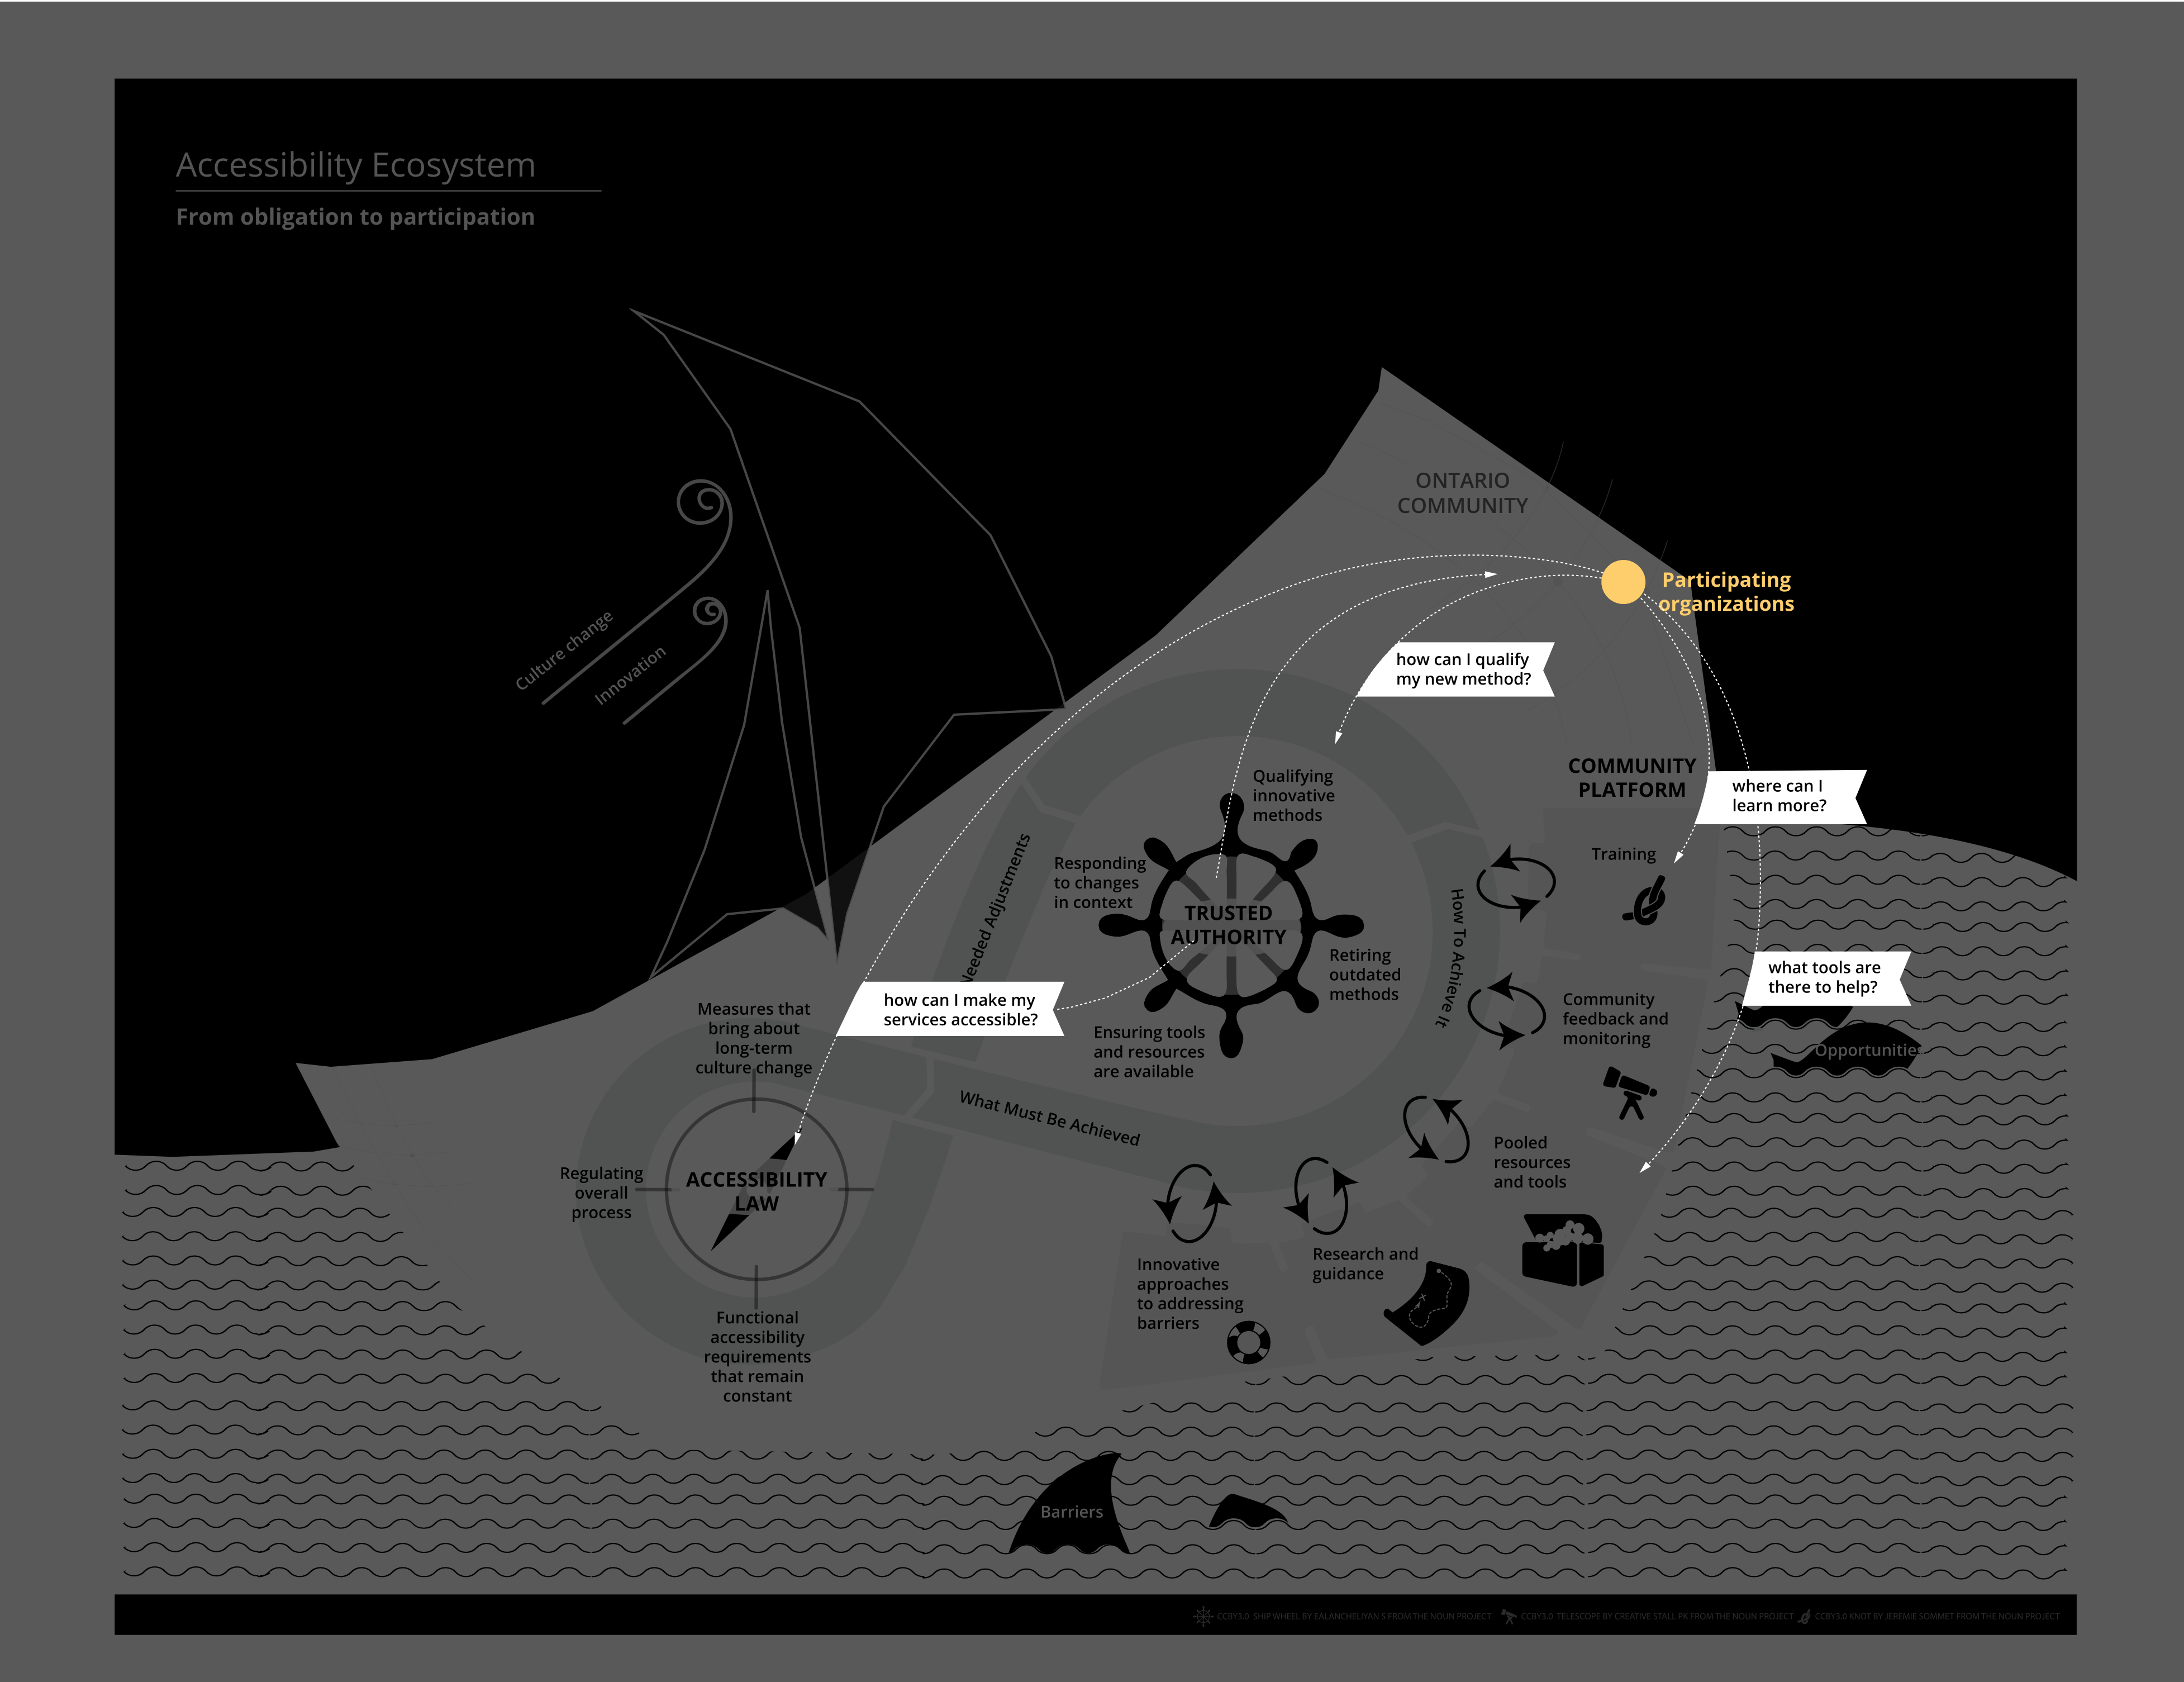 Accessibility Ecosystem
From obligation to participation
ONTARIO
COMMUNITY
Participating
organizations
Culture change
Innovation
how can I qualify
my new method?
COMMUNITY
PLATFORM
where can I
learn more?
Qualifying
innovative
methods
Training
Responding
to changes
in context
Needed Adjustments
How To Achieve It
TRUSTED
AUTHORITY
Retiring
outdated
methods
what tools are
there to help?
how can I make my
services accessible?
Measures that
bring about
long-term
culture change
Community
feedback and
monitoring
Ensuring tools
and resources
are available
Opportunities
What Must Be Achieved
Pooled
resources
and tools
Regulating
overall
process
ACCESSIBILITY
LAW
Research and
guidance
Innovative
approaches
to addressing
barriers
Functional
accessibility
requirements
that remain
constant
Barriers
CCBY3.0 SHIP WHEEL BY EALANCHELIYAN S FROM THE NOUN PROJECT
CCBY3.0 TELESCOPE BY CREATIVE STALL PK FROM THE NOUN PROJECT
CCBY3.0 KNOT BY JEREMIE SOMMET FROM THE NOUN PROJECT